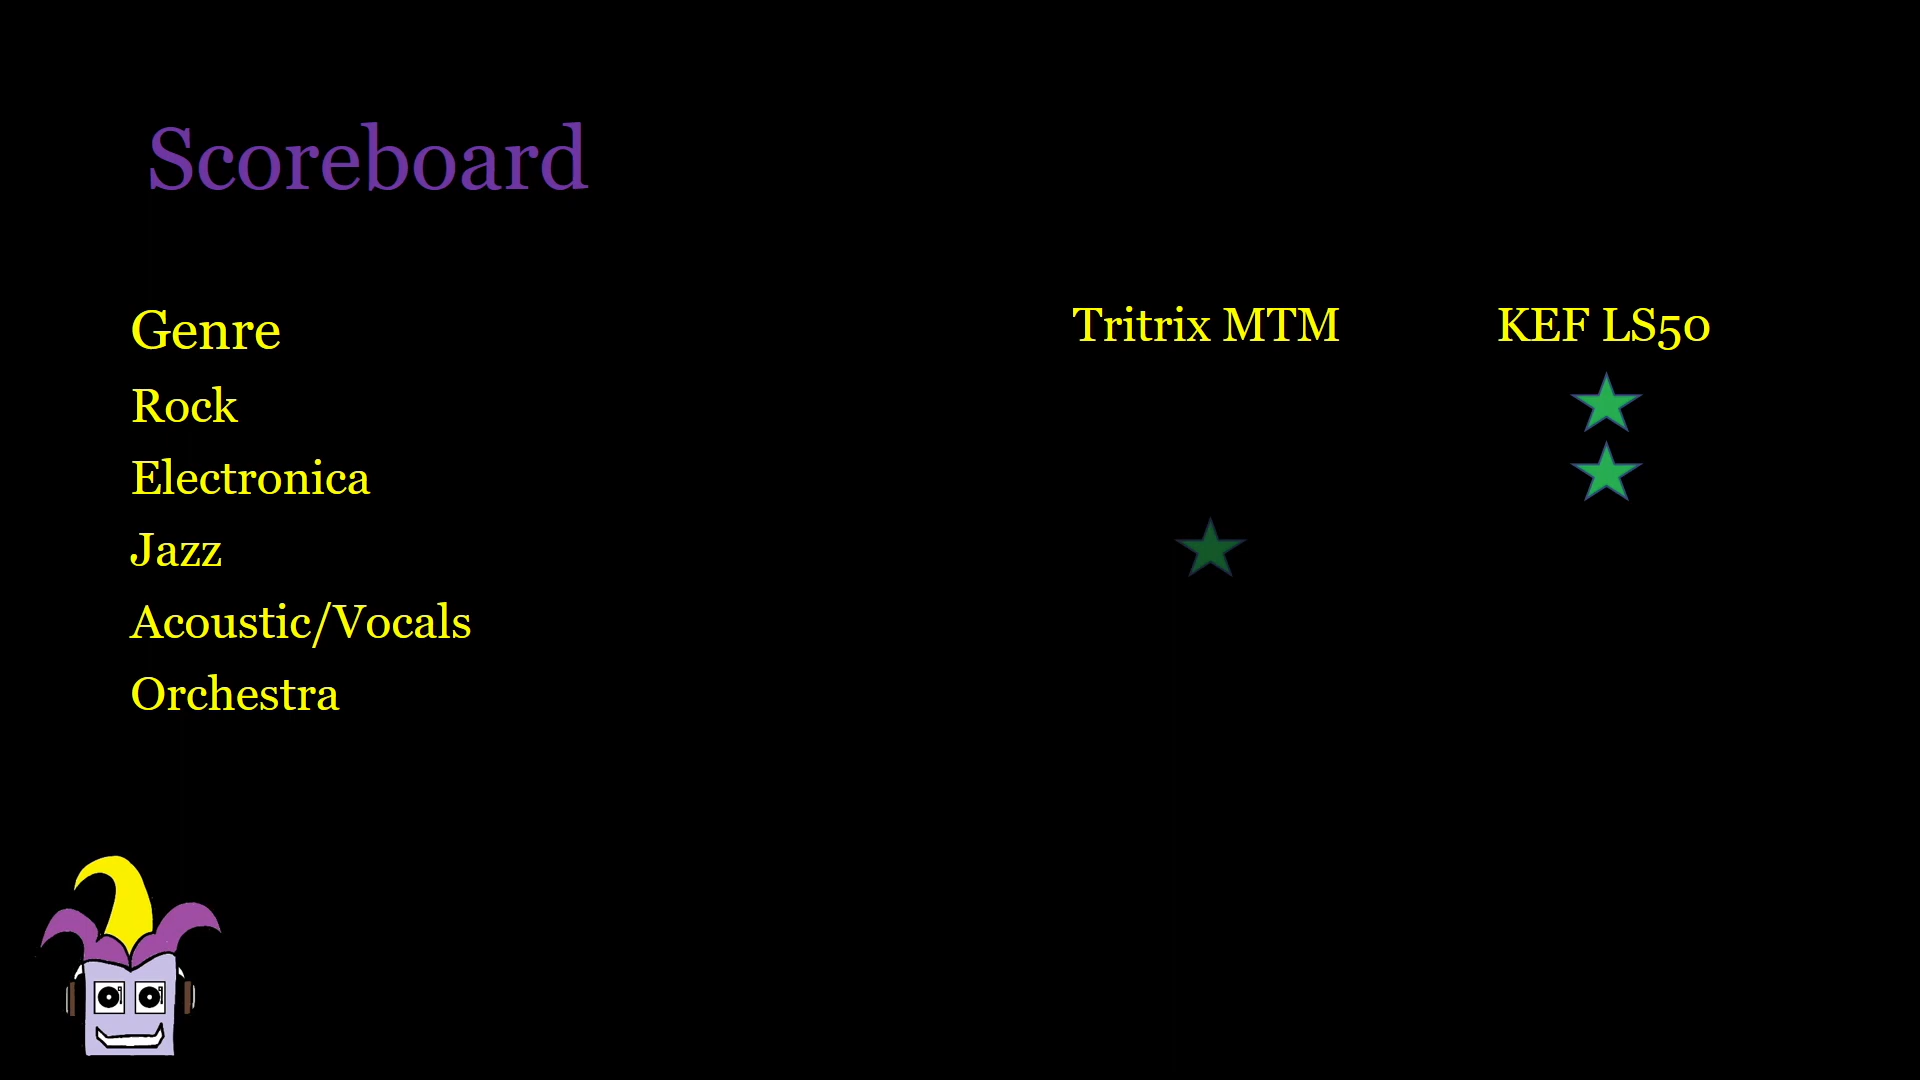 Scoreboard
Genre Tritrix MTM KEF LS50
Rock
Electronica
Jazz
Acoustic/Vocals
Orchestra